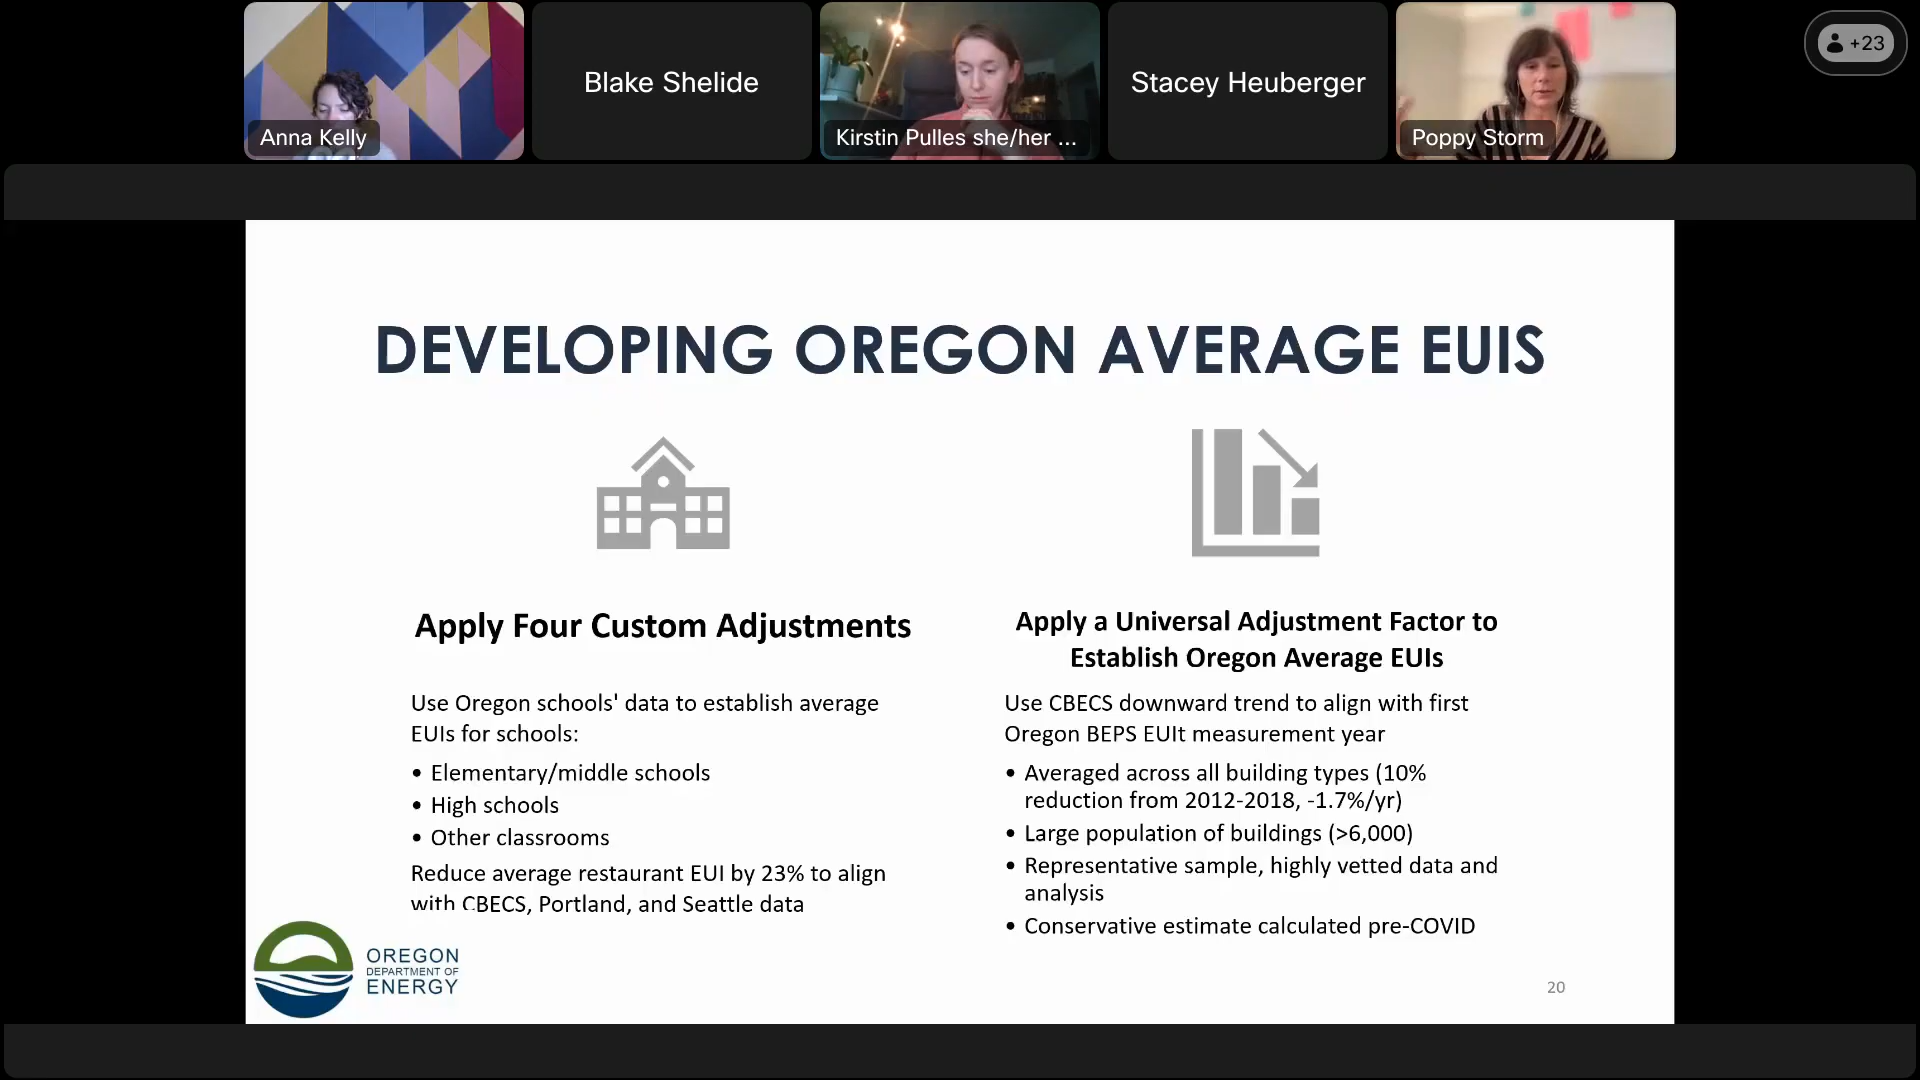 Anna Kelly
Blake Shelide
Kirstin Pulles she/her ...
Stacey Heuberger
Poppy Storm
+23
DEVELOPING OREGON AVERAGE EUIS
Apply Four Custom Adjustments
Use Oregon schools' data to establish average
EUIs for schools:
• Elementary/middle schools
• High schools
• Other classrooms
Reduce average restaurant EUI by 23% to align
with CBECS, Portland, and Seattle data
Apply a Universal Adjustment Factor to
Establish Oregon Average EUIs
Use CBECS downward trend to align with first
Oregon BEPS EUIt measurement year
• Averaged across all building types (10%
reduction from 2012-2018, -1.7%/yr)
• Large population of buildings (>6,000)
• Representative sample, highly vetted data and
analysis
• Conservative estimate calculated pre-COVID
OREGON
DEPARTMENT OF
ENERGY
20